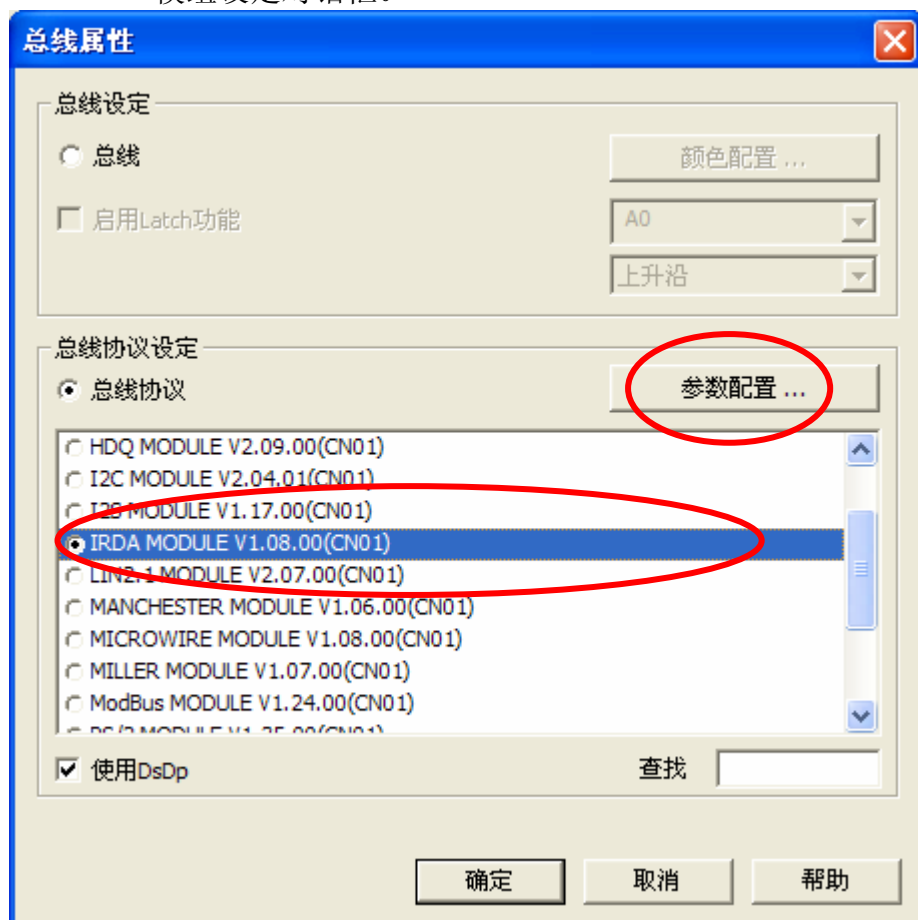 总线属性
总线设定
总线
颜色配置 ...
启用Latch功能
A0
上升沿
总线协议设定
总线协议
参数配置 ...
HDQ MODULE V2.09.00(CN01)
I2C MODULE V2.04.01(CN01)
I2S MODULE V1.17.00(CN01)
IRDA MODULE V1.08.00(CN01)
LIN2.1 MODULE V2.07.00(CN01)
MANCHESTER MODULE V1.06.00(CN01)
MICROWIRE MODULE V1.08.00(CN01)
MILLER MODULE V1.07.00(CN01)
ModBus MODULE V1.24.00(CN01)
使用DsDp
查找
确定
取消
帮助